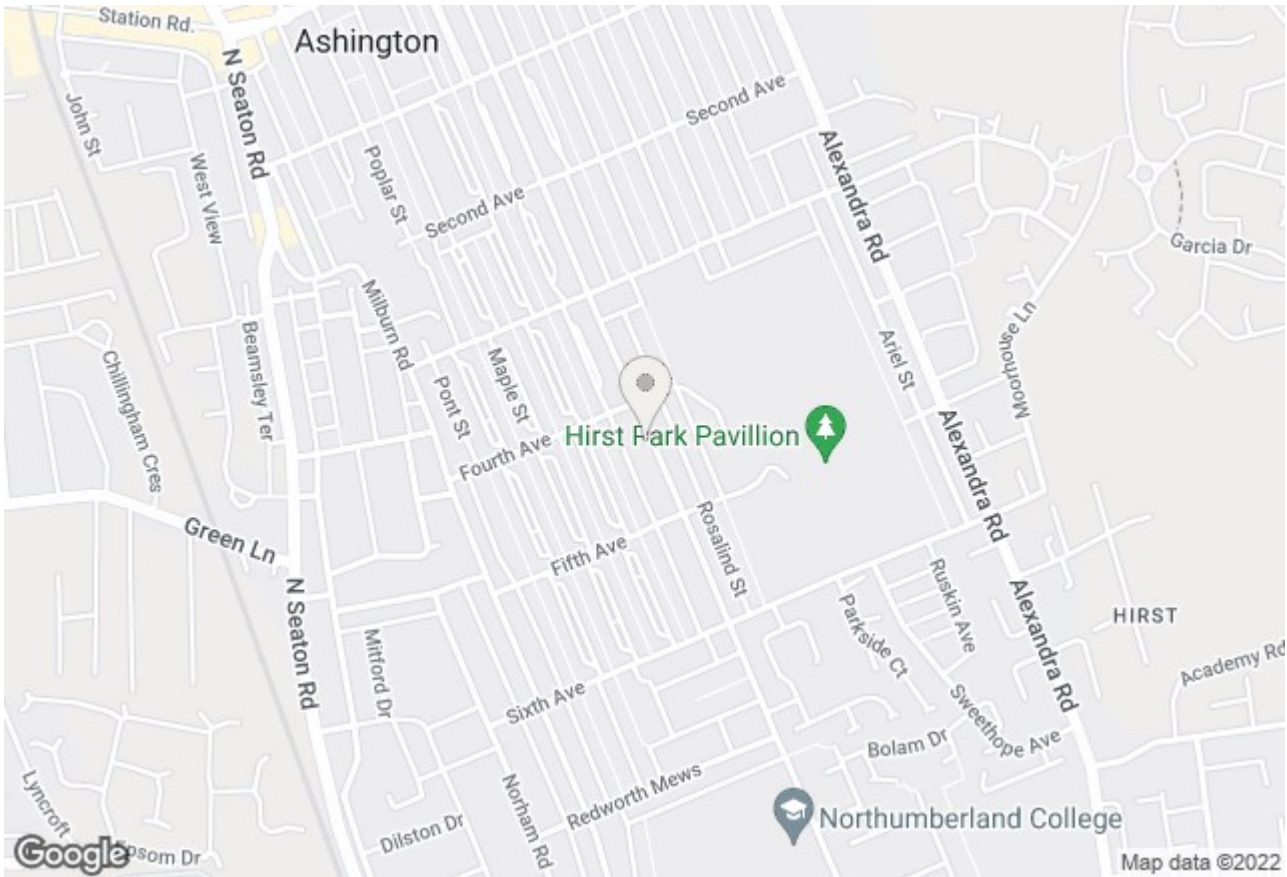 Station Rd.
Ashington
N Seaton Rd
John St
West View
Poplar St
Second Ave
Second Ave
Alexandra Rd
Garcia Dr
Milburn Rd
Beamsley Ter
Chillingham Cres
Pont St
Maple St
Ariel St
Moorhouse Ln
Fourth Ave
Hirst Park Pavillion
Alexandra Rd
Green Ln
Fifth Ave
Rosalind St
N Seaton Rd
Mitford Dr
Ruskin Ave
Parkside Ct
Alexandra Rd
HIRST
Academy Rd
Sixth Ave
Sweethope Ave
Bolam Dr
Redworth Mews
Norham Rd
Dilston Dr
Lyncroft
Epsom Dr
Northumberland College
Google
Map data ©2022